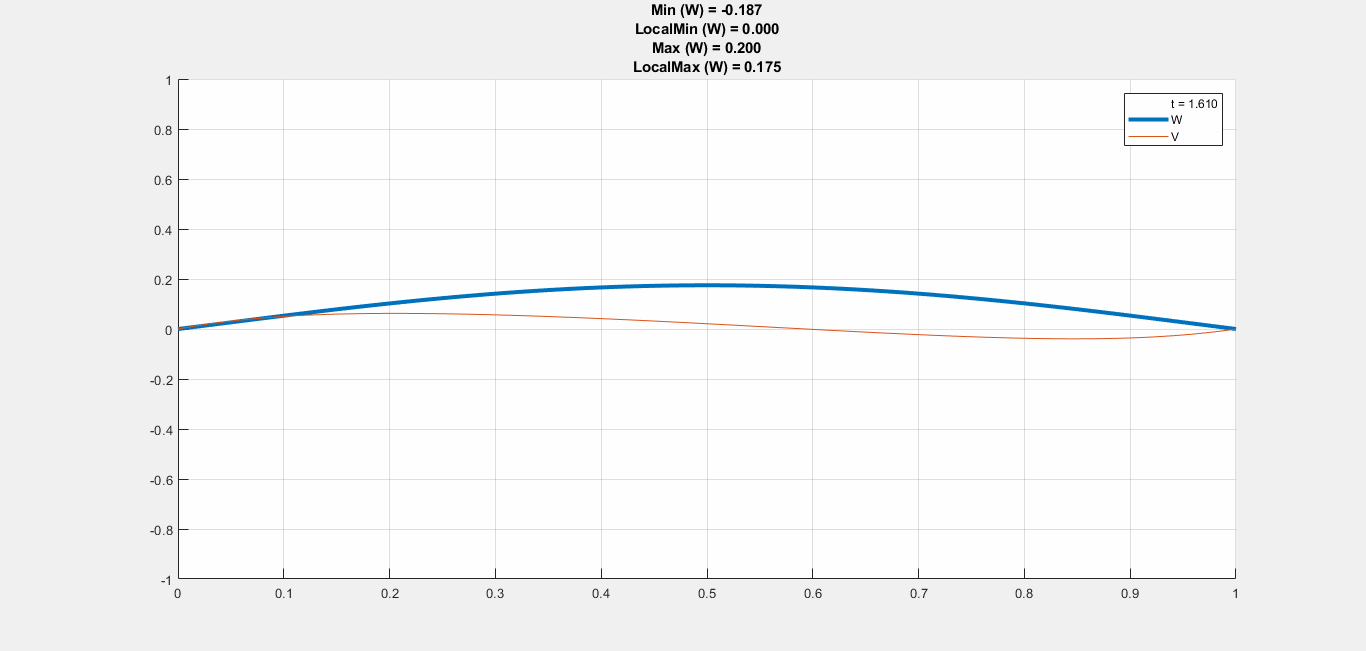 Min (W) = -0.187
LocalMin (W) = 0.000
Max (W) = 0.200
LocalMax (W) = 0.175
t = 1.610
W
V
1
0.8
0.6
0.4
0.2
0
-0.2
-0.4
-0.6
-0.8
-1
0 0.1 0.2 0.3 0.4 0.5 0.6 0.7 0.8 0.9 1